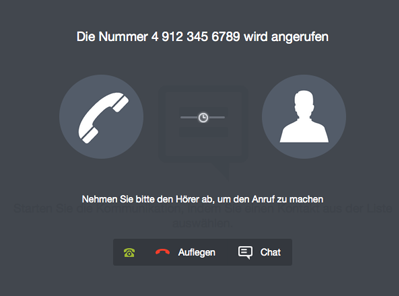 Die Nummer 4 912 345 6789 wird angerufen
Nehmen Sie bitte den Hörer ab, um den Anruf zu machen
Auflegen Chat